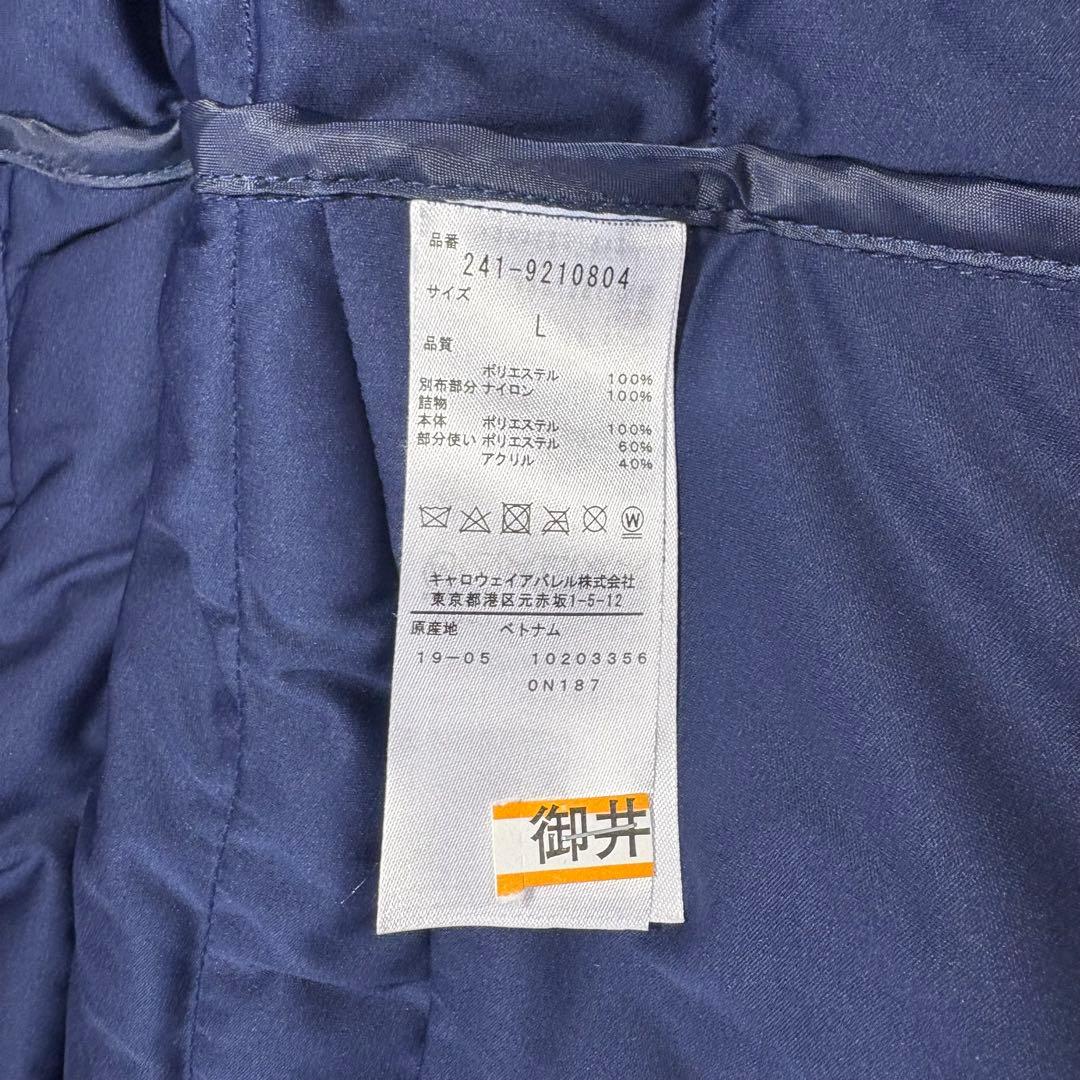 品番
241-9210804
サイズ
L
品質
ポリエステル 100%
別布部分 ナイロン 100%
詰物
本体 ポリエステル 100%
部分使い ポリエステル 60%
アクリル 40%
W
キャロウェイアパレル株式会社
東京都港区元赤坂1-5-12
原産地 ベトナム
19-05 10203356
0N187
御井